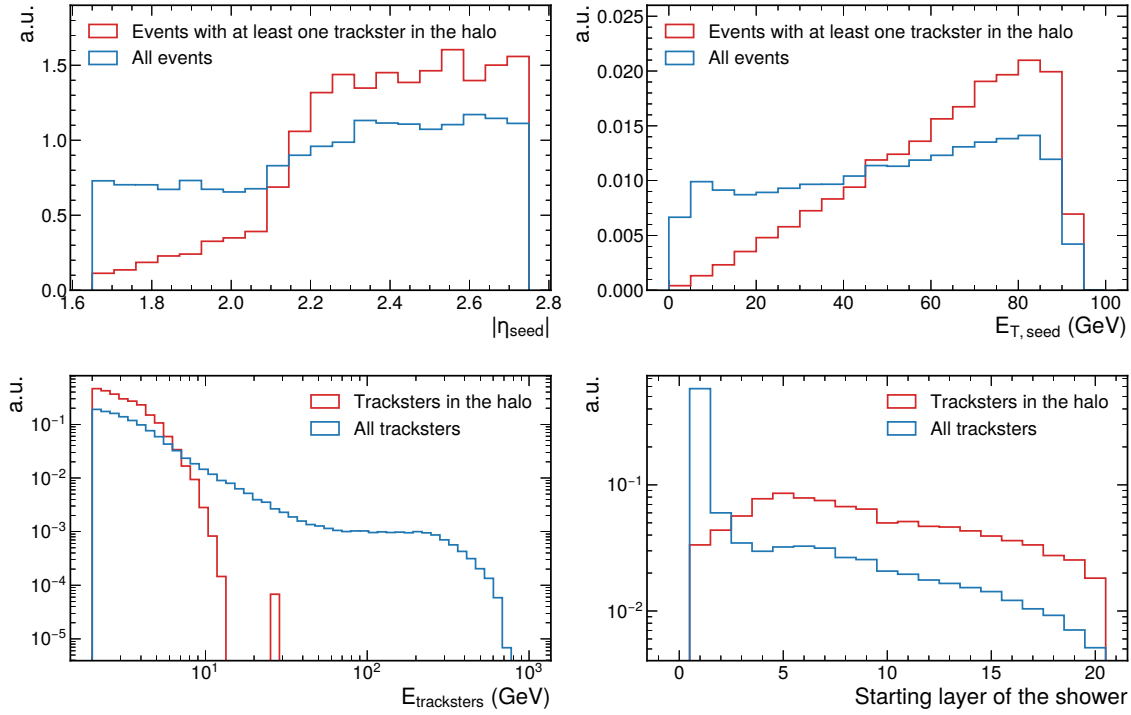 a.u.
Events with at least one trackster in the halo
All events
1.5
1.0
0.5
0.0
1.6 1.8 2.0 2.2 2.4 2.6 2.8
|η_seed|
a.u.
Events with at least one trackster in the halo
All events
0.025
0.020
0.015
0.010
0.005
0.000
0 20 40 60 80 100
E_T, seed (GeV)
a.u.
Tracksters in the halo
All tracksters
10⁻¹
10⁻²
10⁻³
10⁻⁴
10⁻⁵
10¹ 10² 10³
E_tracksters (GeV)
a.u.
Tracksters in the halo
All tracksters
10⁻¹
10⁻²
0 5 10 15 20
Starting layer of the shower